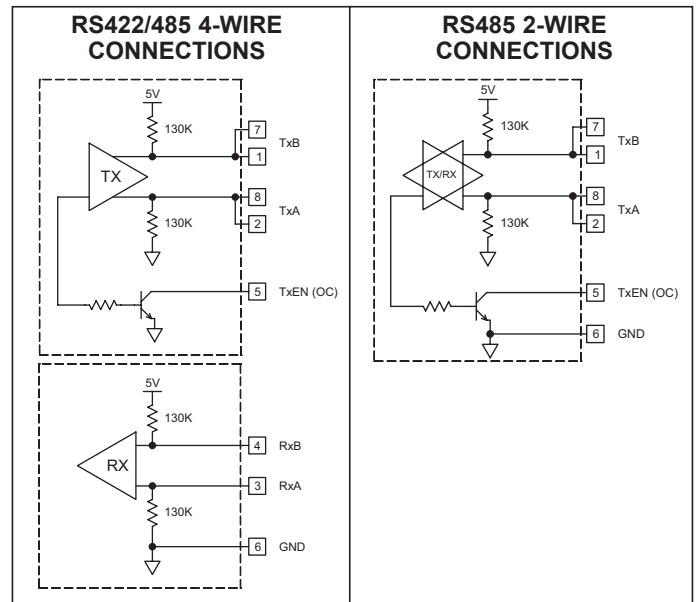 RS422/485 4-WIRE
CONNECTIONS
5V
130K
7
TxB
1
TX
8
TxA
130K
2
5 TxEN (OC)
5V
130K
4 RxB
RX
3 RxA
130K
6 GND
RS485 2-WIRE
CONNECTIONS
5V
130K
7
TxB
1
TX/RX
8
TxA
130K
2
5 TxEN (OC)
6 GND